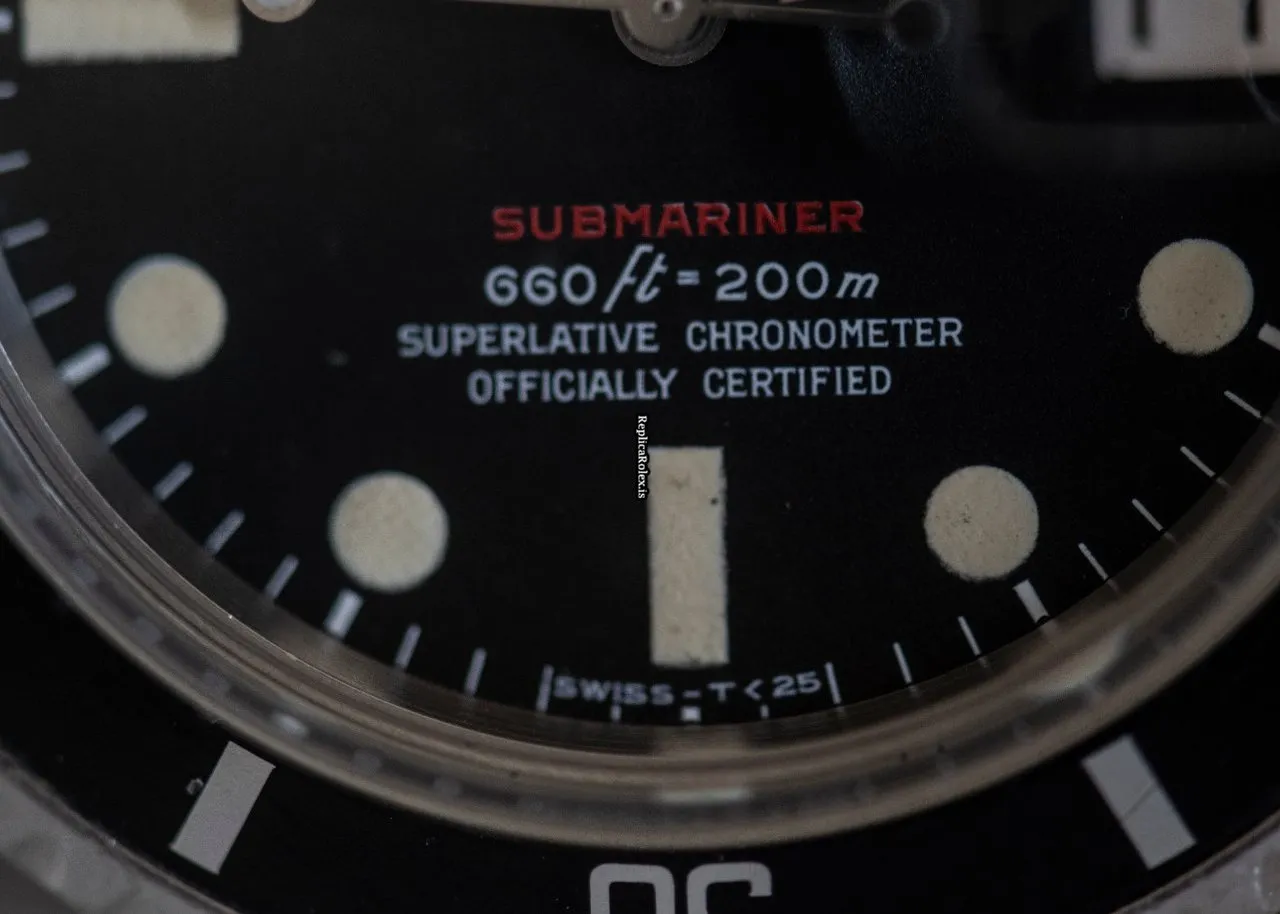 SUBMARINER
660 ft = 200 m
SUPERLATIVE CHRONOMETER
OFFICIALLY CERTIFIED
ReplicaRolex.is
SWISS - T < 25